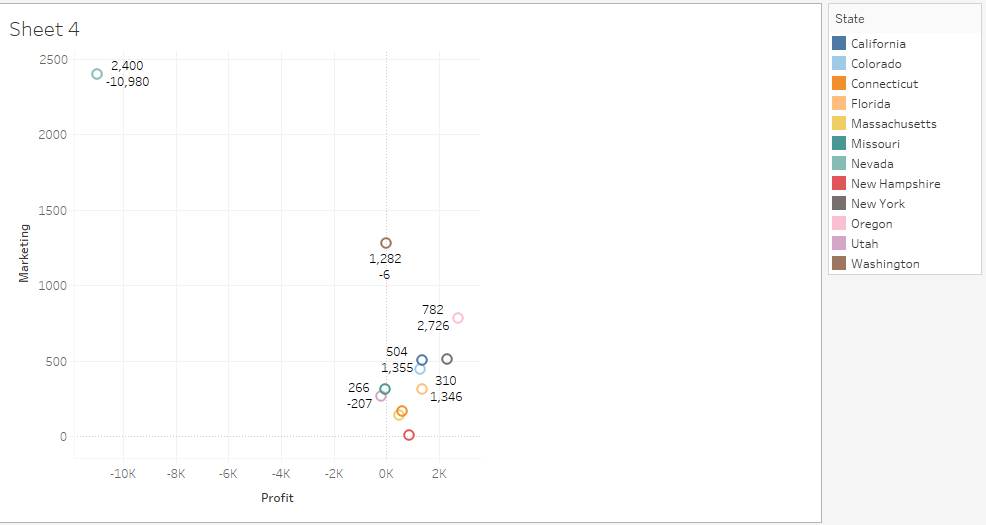 Sheet 4
State
California
Colorado
Connecticut
Florida
Massachusetts
Missouri
Nevada
New Hampshire
New York
Oregon
Utah
Washington
Marketing
2500
2000
1500
1000
500
0
2,400
-10,980
1,282
-6
782
2,726
504
1,355
310
1,346
266
-207
-10K
-8K
-6K
-4K
-2K
0K
2K
Profit